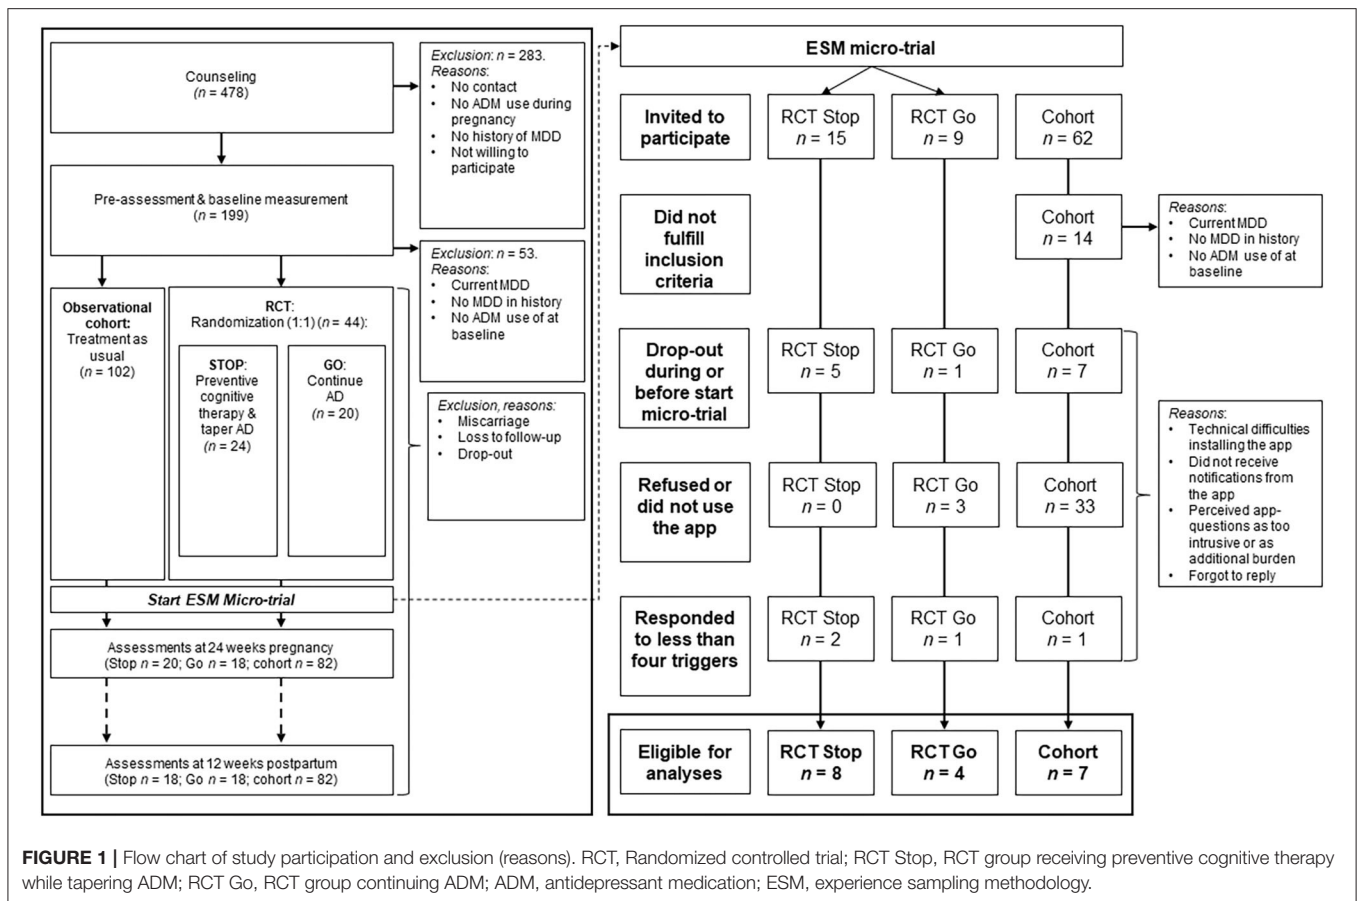 Counseling
(n = 478)
Exclusion: n = 283.
Reasons:
• No contact
• No ADM use during
pregnancy
• No history of MDD
• Not willing to
participate
Pre-assessment & baseline measurement
(n = 199)
Exclusion: n = 53.
Reasons:
• Current MDD
• No MDD in history
• No ADM use of at
baseline
Observational
cohort:
Treatment as
usual
(n = 102)
RCT:
Randomization (1:1) (n = 44):
STOP:
Preventive
cognitive
therapy &
taper AD
(n = 24)
GO:
Continue
AD
(n = 20)
Exclusion, reasons:
• Miscarriage
• Loss to follow-up
• Drop-out
Start ESM Micro-trial
Assessments at 24 weeks pregnancy
(Stop n = 20; Go n = 18; cohort n = 82)
Assessments at 12 weeks postpartum
(Stop n = 18; Go n = 18; cohort n = 82)
ESM micro-trial
Invited to
participate
RCT Stop
n = 15
RCT Go
n = 9
Cohort
n = 62
Did not
fulfill
inclusion
criteria
Cohort
n = 14
Reasons:
• Current MDD
• No MDD in history
• No ADM use of at
baseline
Drop-out
during or
before start
micro-trial
RCT Stop
n = 5
RCT Go
n = 1
Cohort
n = 7
Refused or
did not use
the app
RCT Stop
n = 0
RCT Go
n = 3
Cohort
n = 33
Reasons:
• Technical difficulties
installing the app
• Did not receive
notifications from
the app
• Perceived app-
questions as too
intrusive or as
additional burden
• Forgot to reply
Responded
to less than
four triggers
RCT Stop
n = 2
RCT Go
n = 1
Cohort
n = 1
Eligible for
analyses
RCT Stop
n = 8
RCT Go
n = 4
Cohort
n = 7
FIGURE 1 | Flow chart of study participation and exclusion (reasons). RCT, Randomized controlled trial; RCT Stop, RCT group receiving preventive cognitive therapy
while tapering ADM; RCT Go, RCT group continuing ADM; ADM, antidepressant medication; ESM, experience sampling methodology.